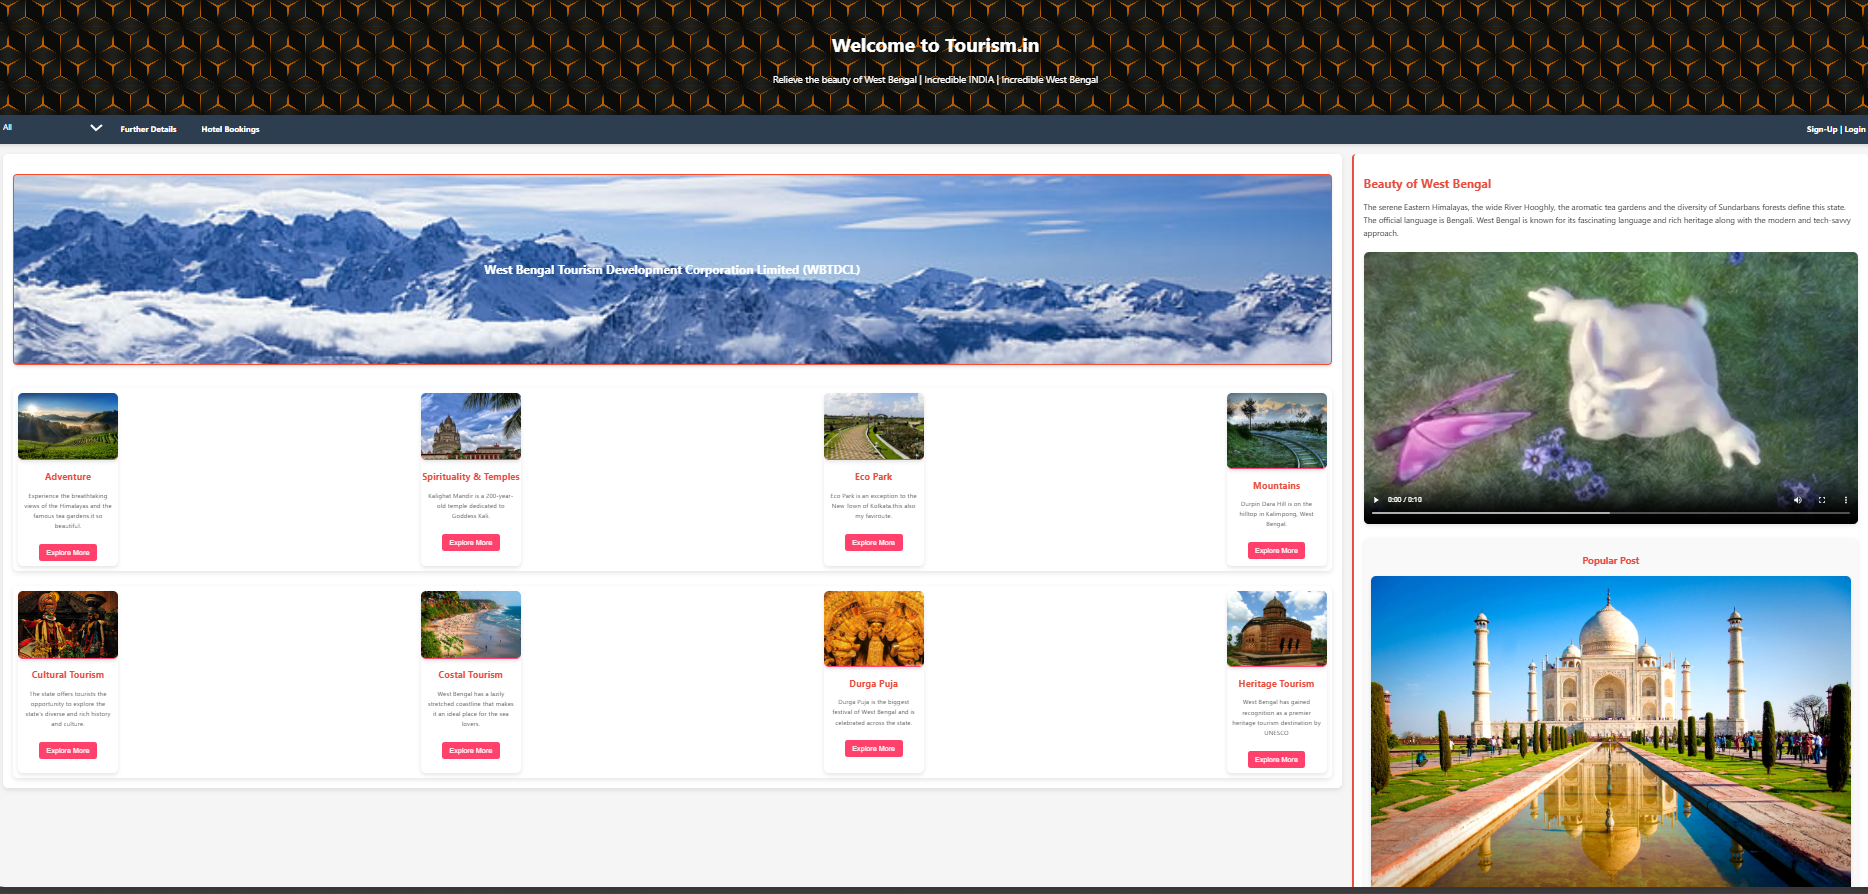 Welcome to Tourism.in
Relieve the beauty of West Bengal | Incredible INDIA | Incredible West Bengal
All
Further Details
Hotel Bookings
Sign-Up | Login
West Bengal Tourism Development Corporation Limited (WBTDCL)
Adventure
Experience the breathtaking
views of the Himalayas and the
famous tea gardens.it so
beautiful.
Explore More
Spirituality & Temples
Kalighat Mandir is a 200-year-
old temple dedicated to
Goddess Kali.
Explore More
Eco Park
Eco Park is an exception to the
New Town of Kolkata.this also
my faviroute.
Explore More
Mountains
Durpin Dara Hill is on the
hilltop in Kalimpong, West
Bengal.
Explore More
Cultural Tourism
The state offers tourists the
opportunity to explore the
state's diverse and rich history
and culture.
Explore More
Costal Tourism
West Bengal has a lazily
stretched coastline that makes
it an ideal place for the sea
lovers.
Explore More
Durga Puja
Durga Puja is the biggest
festival of West Bengal and is
celebrated across the state.
Explore More
Heritage Tourism
West Bengal has gained
recognition as a premier
heritage tourism destination by
UNESCO
Explore More
Beauty of West Bengal
The serene Eastern Himalayas, the wide River Hooghly, the aromatic tea gardens and the diversity of Sundarbans forests define this state.
The official language is Bengali. West Bengal is known for its fascinating language and rich heritage along with the modern and tech-savvy
approach.
0:00 / 0:10
Popular Post